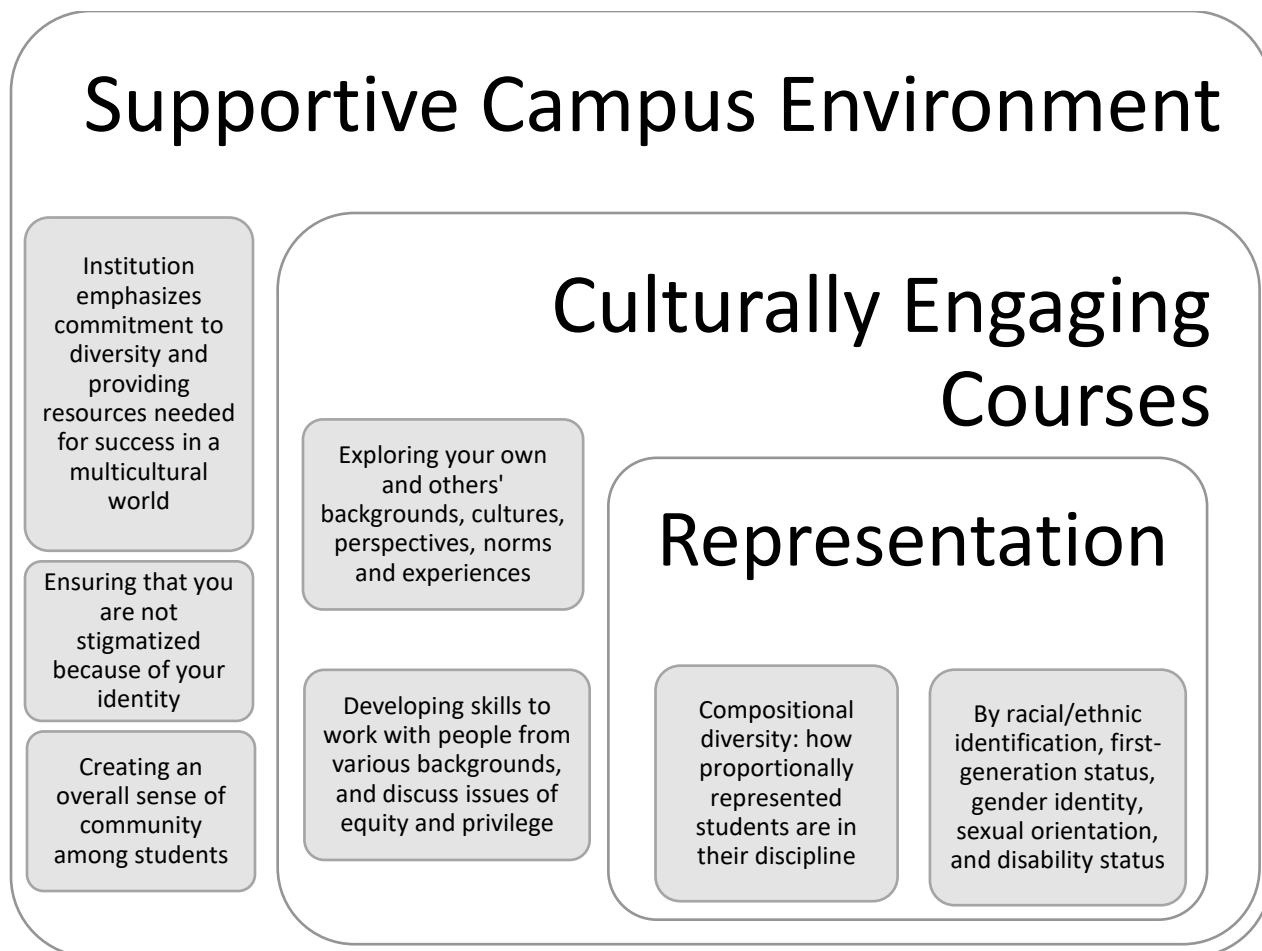 Supportive Campus Environment
Institution
emphasizes
commitment to
diversity and
providing
resources needed
for success in a
multicultural
world
Ensuring that you
are not
stigmatized
because of your
identity
Creating an
overall sense of
community
among students
Culturally Engaging
Courses
Exploring your own
and others'
backgrounds, cultures,
perspectives, norms
and experiences
Developing skills to
work with people from
various backgrounds,
and discuss issues of
equity and privilege
Representation
Compositional
diversity: how
proportionally
represented
students are in
their discipline
By racial/ethnic
identification, first-
generation status,
gender identity,
sexual orientation,
and disability status